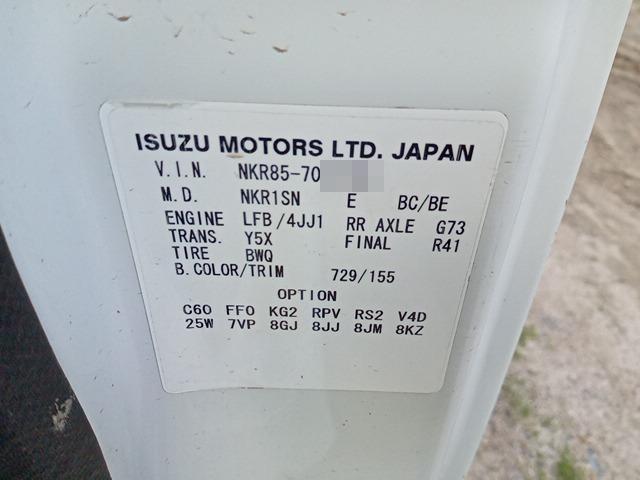 ISUZU MOTORS LTD. JAPAN
V.I.N. NKR85-70
M.D. NKR1SN E BC/BE
ENGINE LFB/4JJ1 RR AXLE G73
TRANS. Y5X FINAL R41
TIRE BWQ
B.COLOR/TRIM 729/155
OPTION
C60 FF0 KG2 RPV RS2 V4D
25W 7VP 8GJ 8JJ 8JM 8KZ